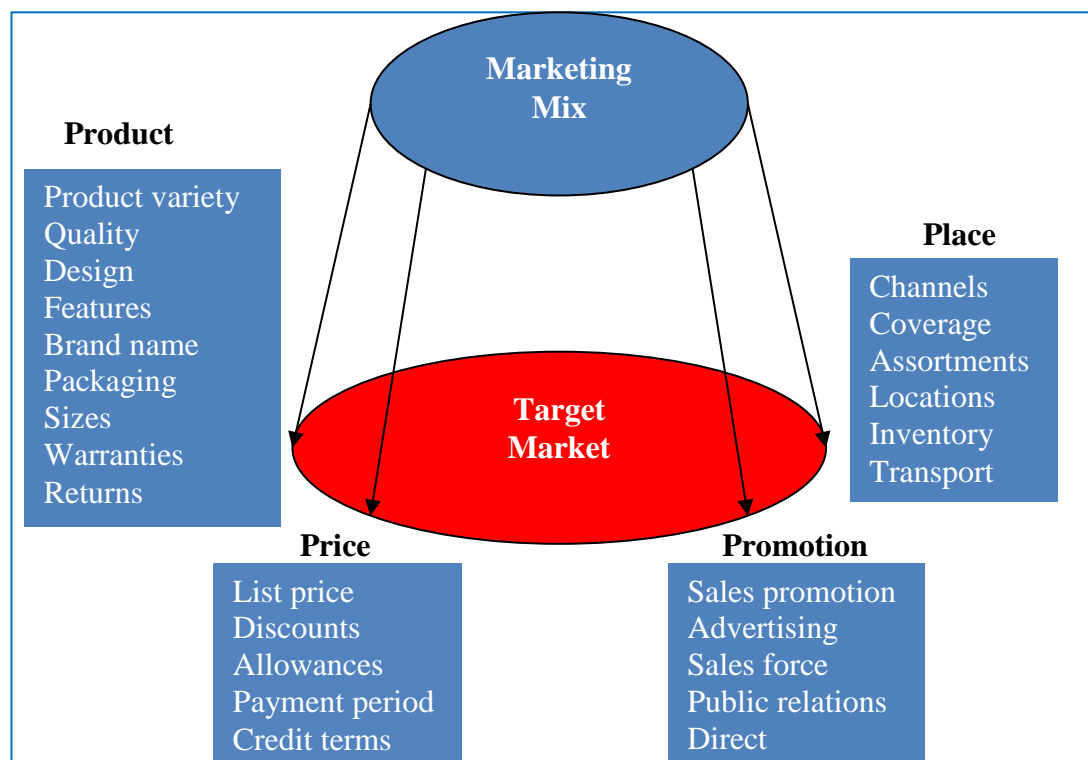 Marketing
Mix
Product
Product variety
Quality
Design
Features
Brand name
Packaging
Sizes
Warranties
Returns
Place
Channels
Coverage
Assortments
Locations
Inventory
Transport
Target
Market
Price
List price
Discounts
Allowances
Payment period
Credit terms
Promotion
Sales promotion
Advertising
Sales force
Public relations
Direct